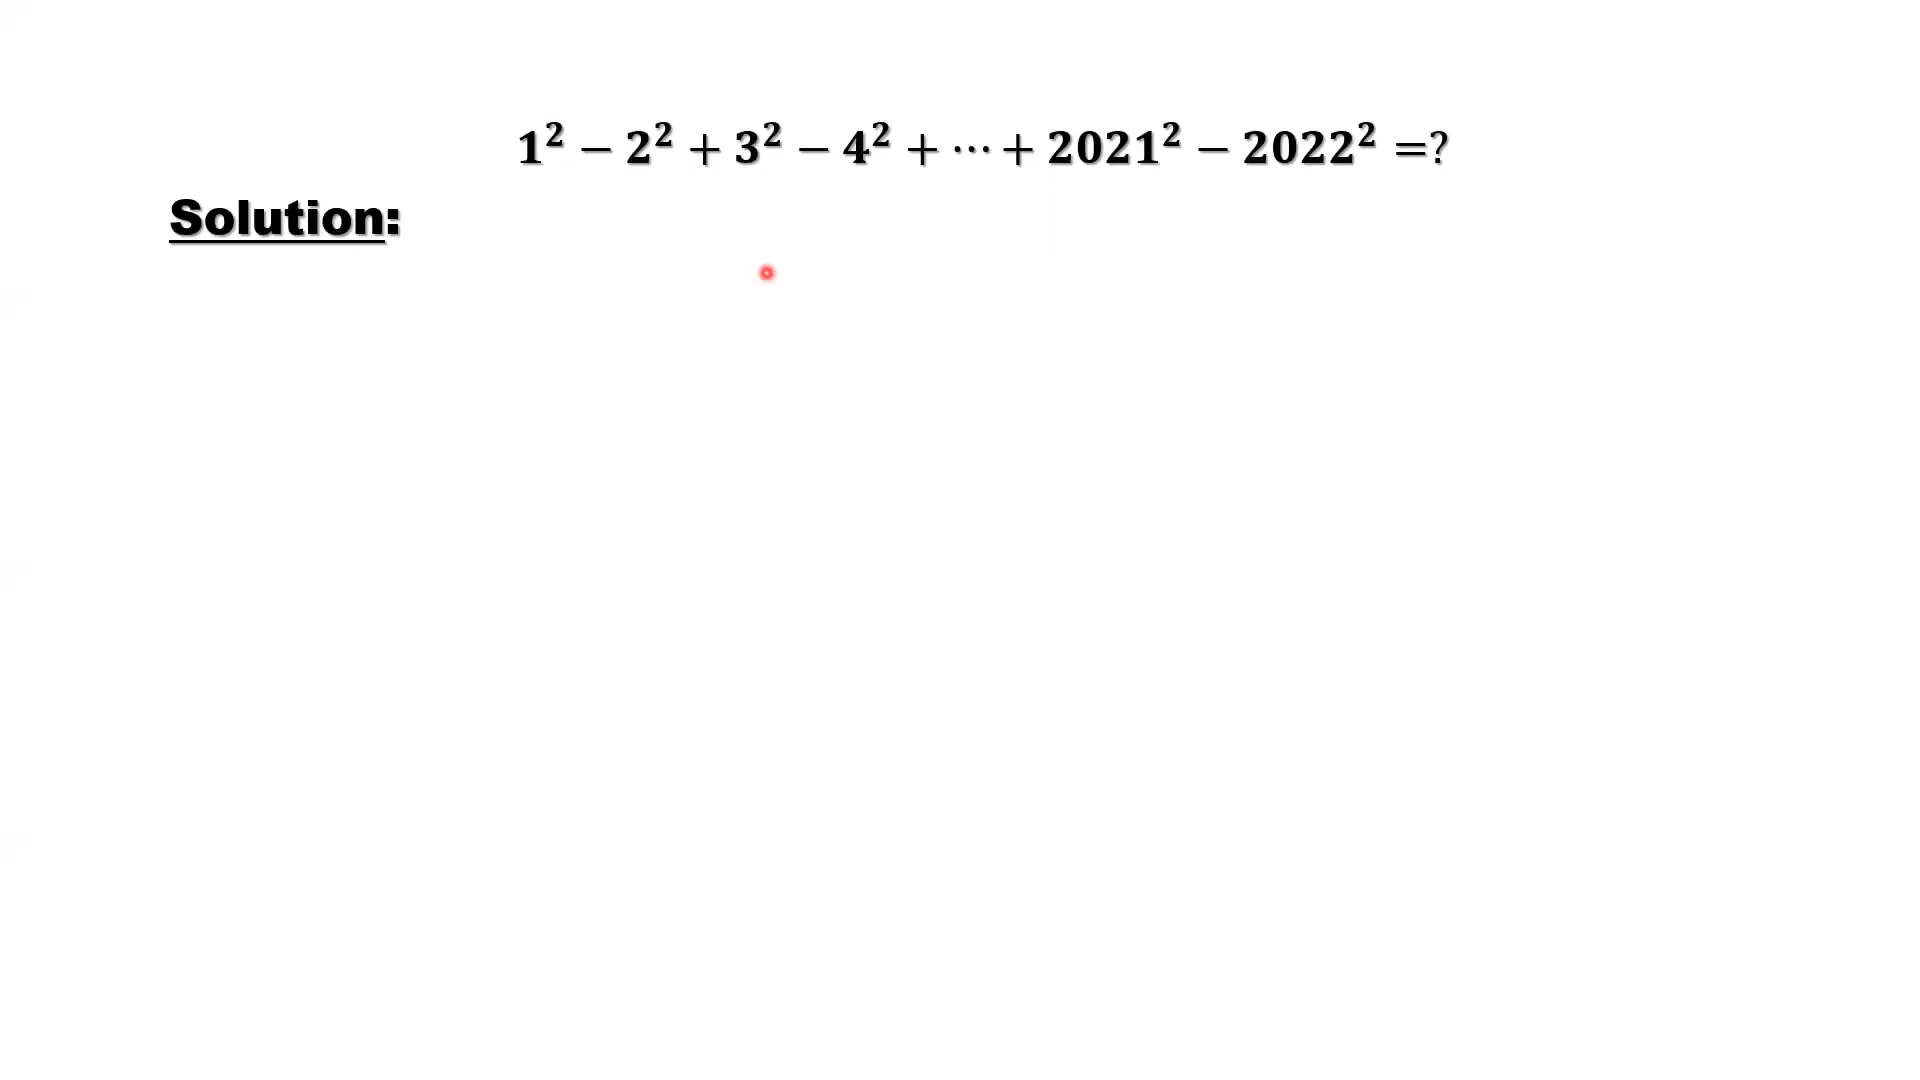 1² − 2² + 3² − 4² + ⋯ + 2021² − 2022² =?
Solution: